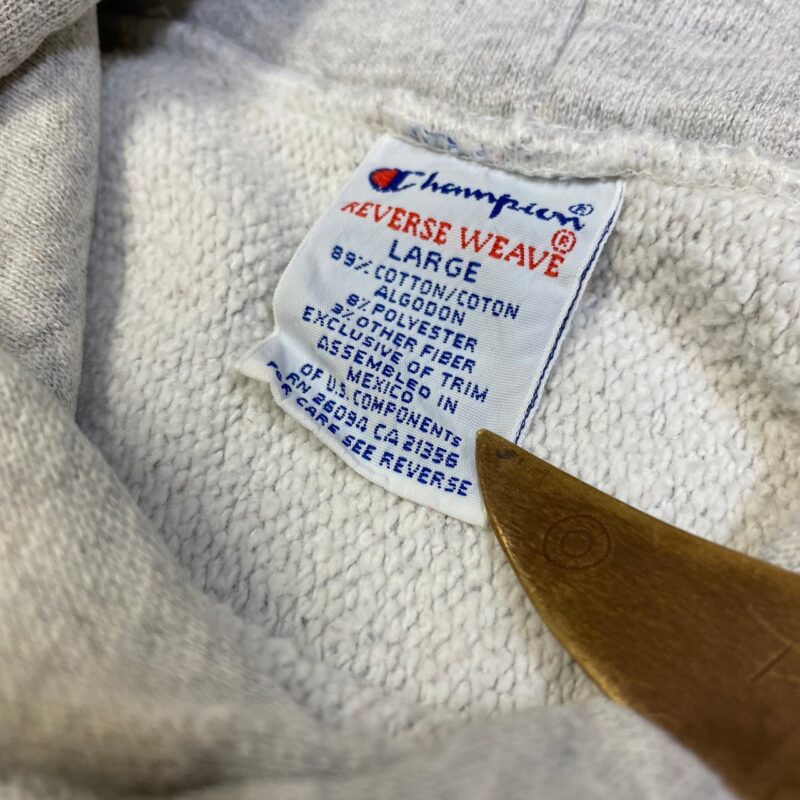 Champion®
REVERSE WEAVE®
LARGE
89% COTTON/COTON
ALGODON
8% POLYESTER
3% OTHER FIBER
EXCLUSIVE OF TRIM
ASSEMBLED IN
MEXICO
OF U.S. COMPONENTS
RN 26094 CA 21356
FOR CARE SEE REVERSE